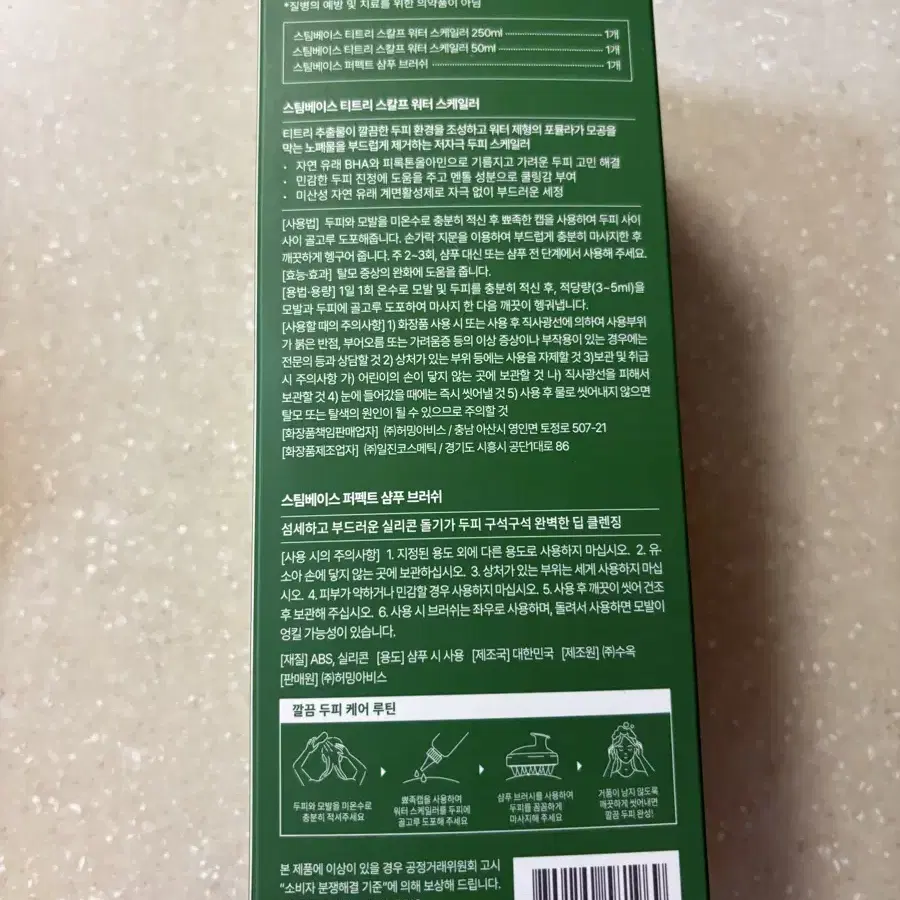 *질병의 예방 및 치료를 위한 의약품이 아님
스팀베이스 티트리 스칼프 워터 스케일러 250ml 1개
스팀베이스 티트리 스칼프 워터 스케일러 50ml 1개
스팀베이스 퍼펙트 샴푸 브러쉬 1개
스팀베이스 티트리 스칼프 워터 스케일러
티트리 추출물이 깔끔한 두피 환경을 조성하고 워터 제형의 포뮬라가 모공을
막는 노폐물을 부드럽게 제거하는 저자극 두피 스케일러
· 자연 유래 BHA와 피록톤올아민으로 기름지고 가려운 두피 고민 해결
· 민감한 두피 진정에 도움을 주고 멘톨 성분으로 쿨링감 부여
· 미산성 자연 유래 계면활성제로 자극 없이 부드러운 세정
[사용법] 두피와 모발을 미온수로 충분히 적신 후 뾰족한 캡을 사용하여 두피 사이
사이 골고루 도포해줍니다. 손가락 지문을 이용하여 부드럽게 충분히 마사지한 후
깨끗하게 헹구어 줍니다. 주 2~3회, 샴푸 대신 또는 샴푸 전 단계에서 사용해 주세요.
[효능·효과] 탈모 증상의 완화에 도움을 줍니다.
[용법·용량] 1일 1회 온수로 모발 및 두피를 충분히 적신 후, 적당량(3~5ml)을
모발과 두피에 골고루 도포하여 마사지 한 다음 깨끗이 헹궈냅니다.
[사용할 때의 주의사항] 1) 화장품 사용 시 또는 사용 후 직사광선에 의하여 사용부위
가 붉은 반점, 부어오름 또는 가려움증 등의 이상 증상이나 부작용이 있는 경우에는
전문의 등과 상담할 것 2) 상처가 있는 부위 등에는 사용을 자제할 것 3)보관 및 취급
시 주의사항 가) 어린이의 손이 닿지 않는 곳에 보관할 것 나) 직사광선을 피해서
보관할 것 4) 눈에 들어갔을 때에는 즉시 씻어낼 것 5) 사용 후 물로 씻어내지 않으면
탈모 또는 탈색의 원인이 될 수 있으므로 주의할 것
[화장품책임판매업자] ㈜허밍아비스 / 충남 아산시 영인면 토정로 507-21
[화장품제조업자] ㈜일진코스메틱 / 경기도 시흥시 공단1대로 86
스팀베이스 퍼펙트 샴푸 브러쉬
섬세하고 부드러운 실리콘 돌기가 두피 구석구석 완벽한 딥 클렌징
[사용 시의 주의사항] 1. 지정된 용도 외에 다른 용도로 사용하지 마십시오. 2. 유·
소아 손에 닿지 않는 곳에 보관하십시오. 3. 상처가 있는 부위는 세게 사용하지 마십
시오. 4. 피부가 약하거나 민감할 경우 사용하지 마십시오. 5. 사용 후 깨끗이 씻어 건조
후 보관해 주십시오. 6. 사용 시 브러쉬는 좌우로 사용하며, 돌려서 사용하면 모발이
엉킬 가능성이 있습니다.
[재질] ABS, 실리콘 [용도] 샴푸 시 사용 [제조국] 대한민국 [제조원] ㈜수옥
[판매원] ㈜허밍아비스
깔끔 두피 케어 루틴
두피와 모발을 미온수로
충분히 적셔주세요
뾰족캡을 사용하여
워터 스케일러를 두피에
골고루 도포해 주세요
샴푸 브러시를 사용하여
두피를 꼼꼼하게
마사지해 주세요
거품이 남지 않도록
깨끗하게 씻어내면
깔끔 두피 완성!
본 제품에 이상이 있을 경우 공정거래위원회 고시
“소비자 분쟁해결 기준”에 의해 보상해 드립니다.